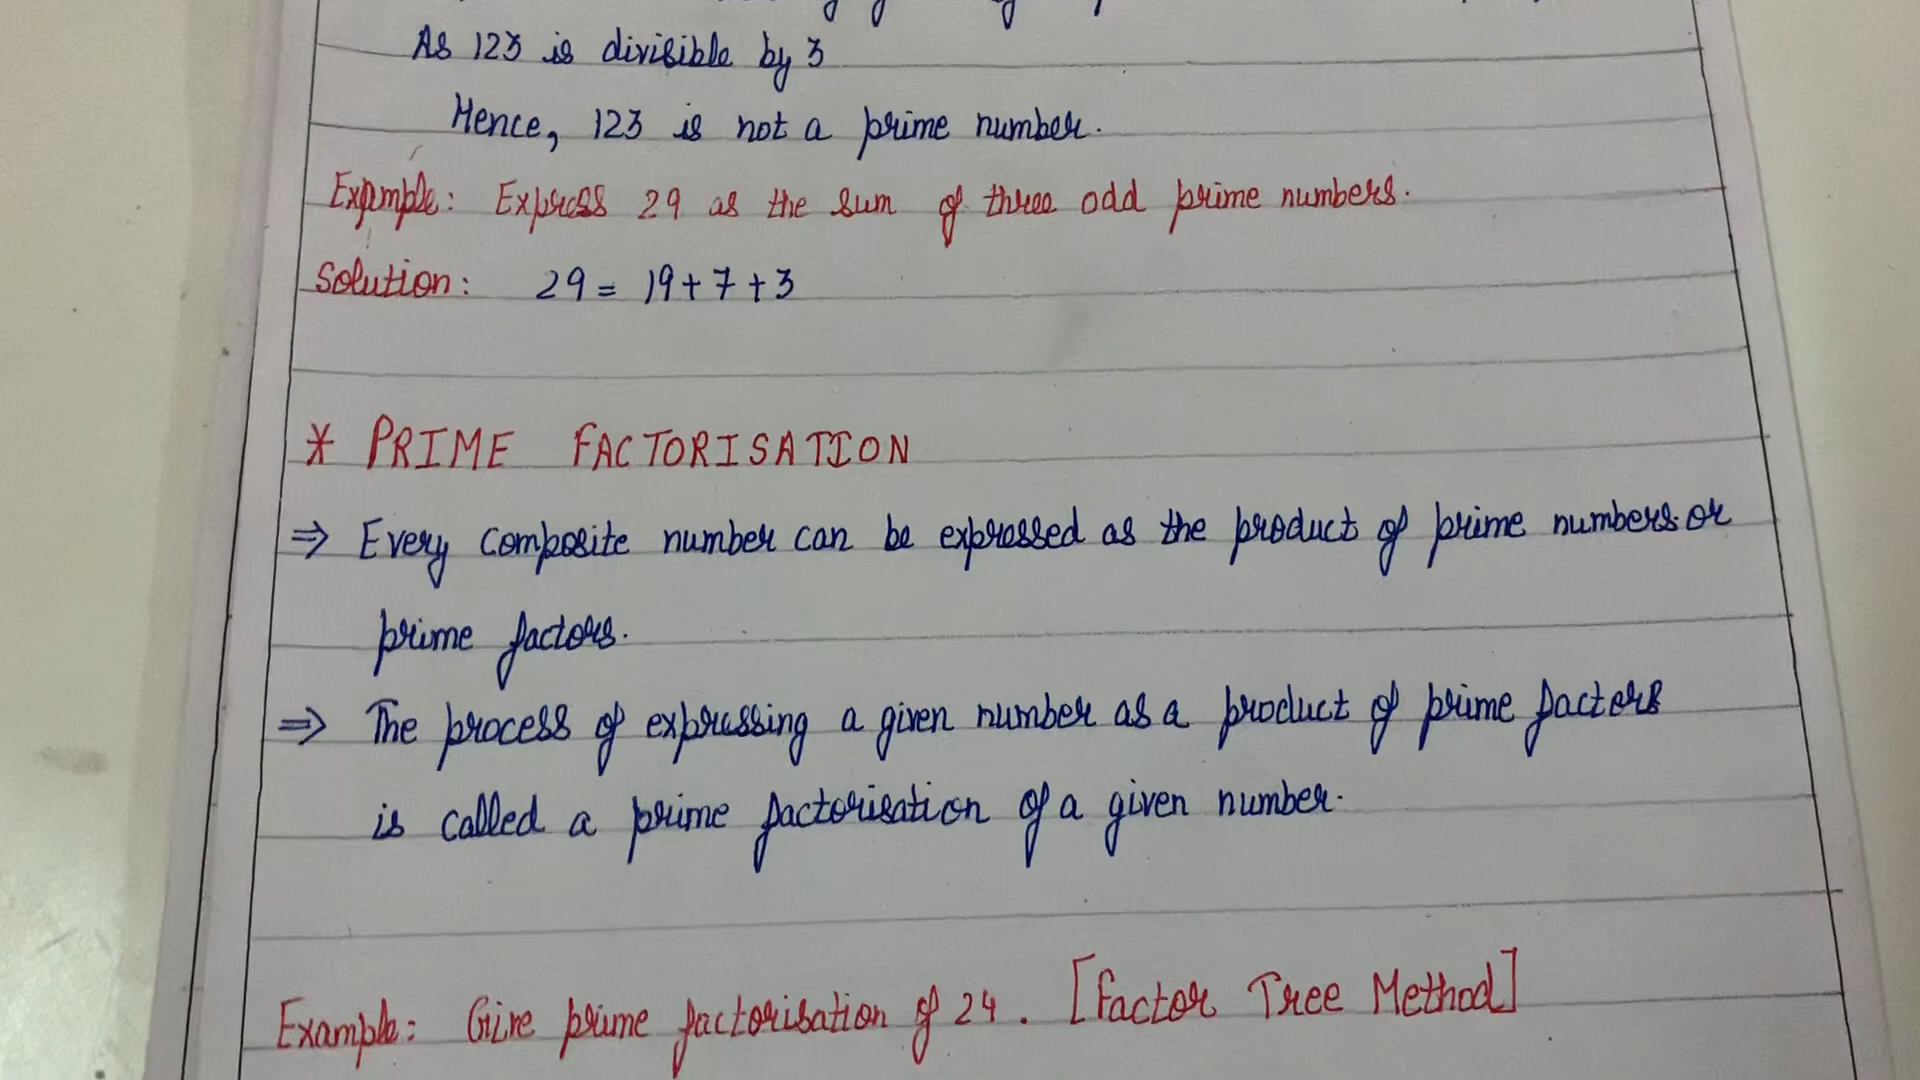 As 123 is divisible by 3
Hence, 123 is not a prime number.
Example: Express 29 as the sum of three odd prime numbers.
Solution: 29 = 19 + 7 + 3
* PRIME FACTORISATION
⇒ Every composite number can be expressed as the product of prime numbers or
prime factors.
⇒ The process of expressing a given number as a product of prime factors
is called a prime factorisation of a given number.
Example: Give prime factorisation of 24. [Factor Tree Method]